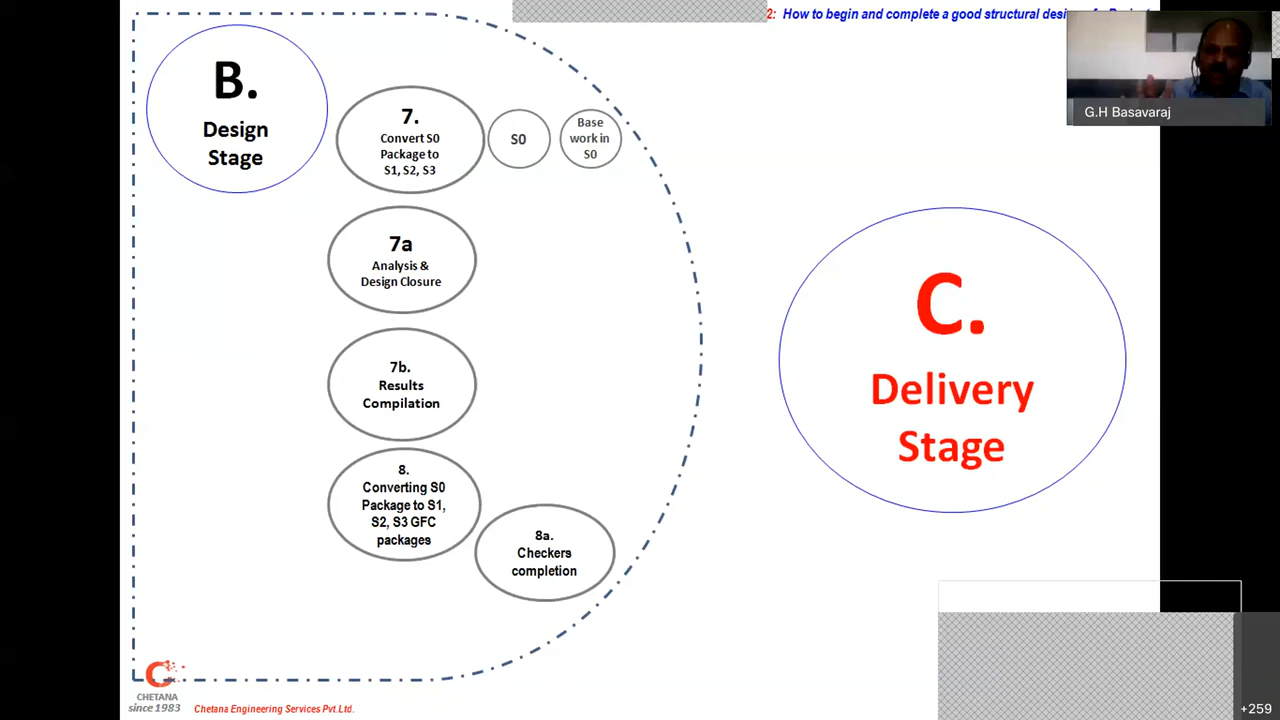 2: How to begin and complete a good structural
G.H Basavaraj
B.
Design
Stage
7.
Convert S0
Package to
S1, S2, S3
S0
Base
work in
S0
7a
Analysis &
Design Closure
7b.
Results
Compilation
8.
Converting S0
Package to S1,
S2, S3 GFC
packages
8a.
Checkers
completion
C.
Delivery
Stage
CHETANA
since 1983
Chetana Engineering Services Pvt.Ltd.
+259